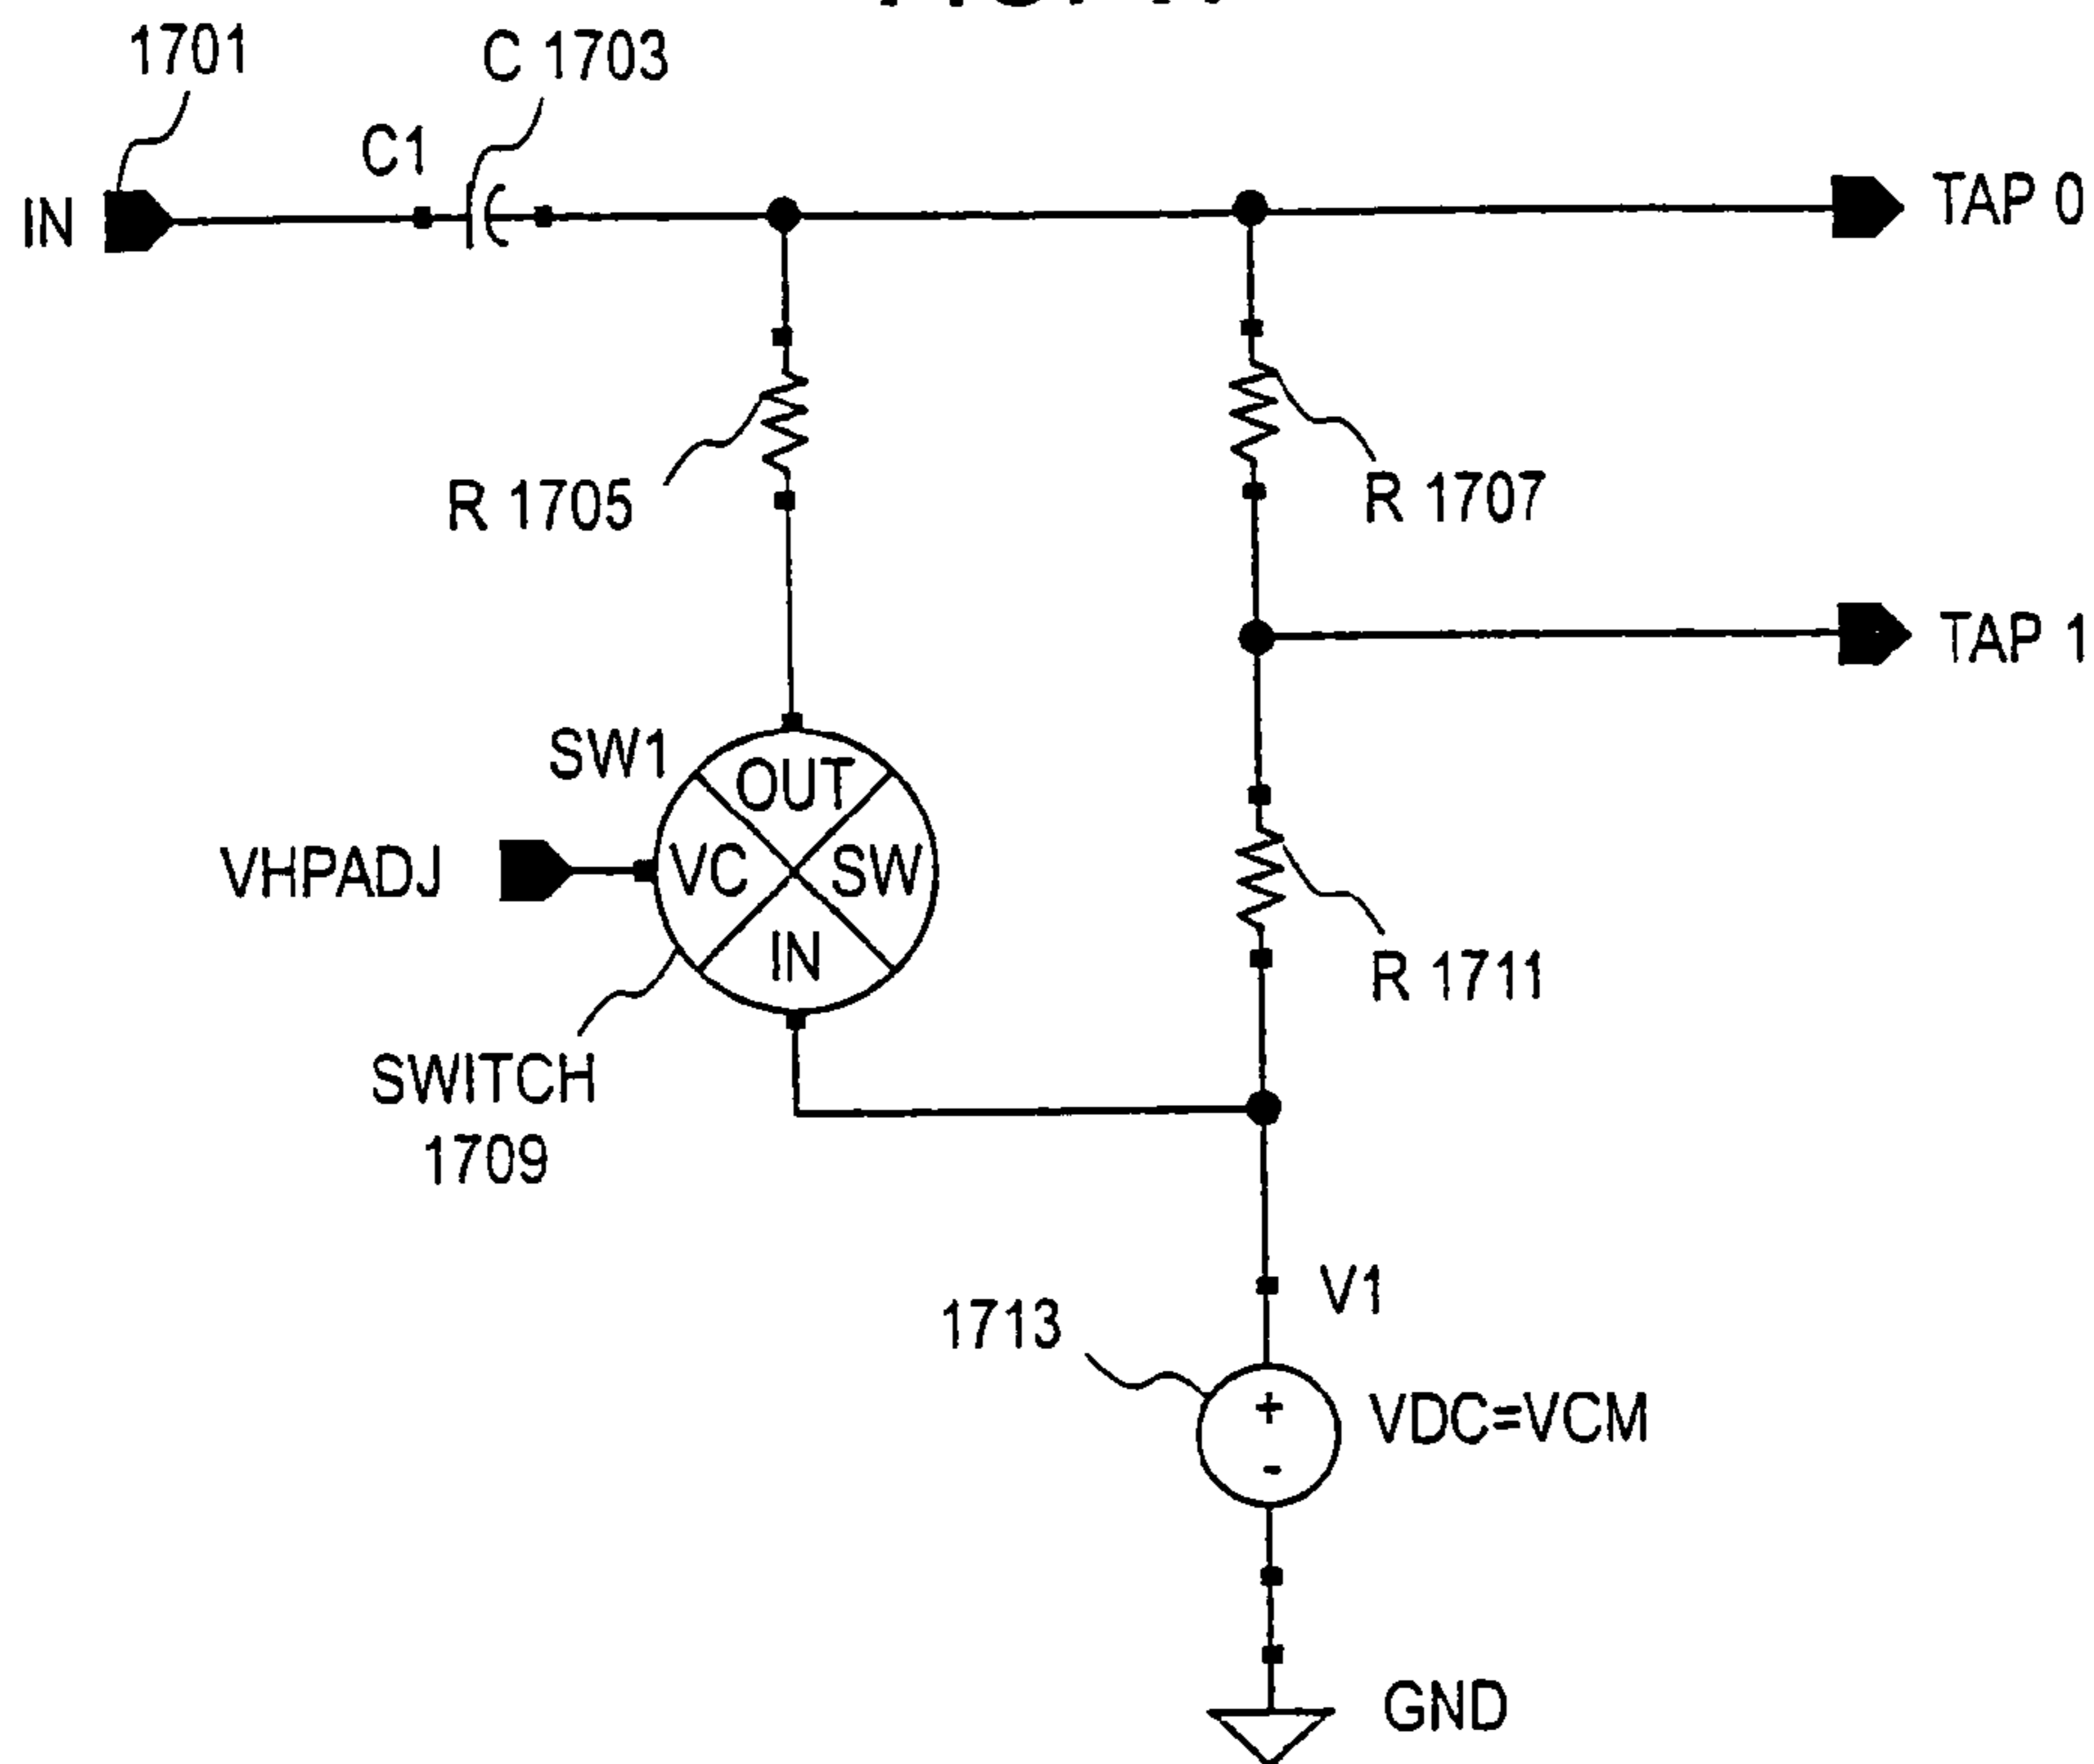 1701
C 1703
C1
IN
TAP 0
R 1705
R 1707
TAP 1
SW1
OUT
VHPADJ
VC
SW
IN
R 1711
SWITCH
1709
V1
1713
+
VDC=VCM
-
GND